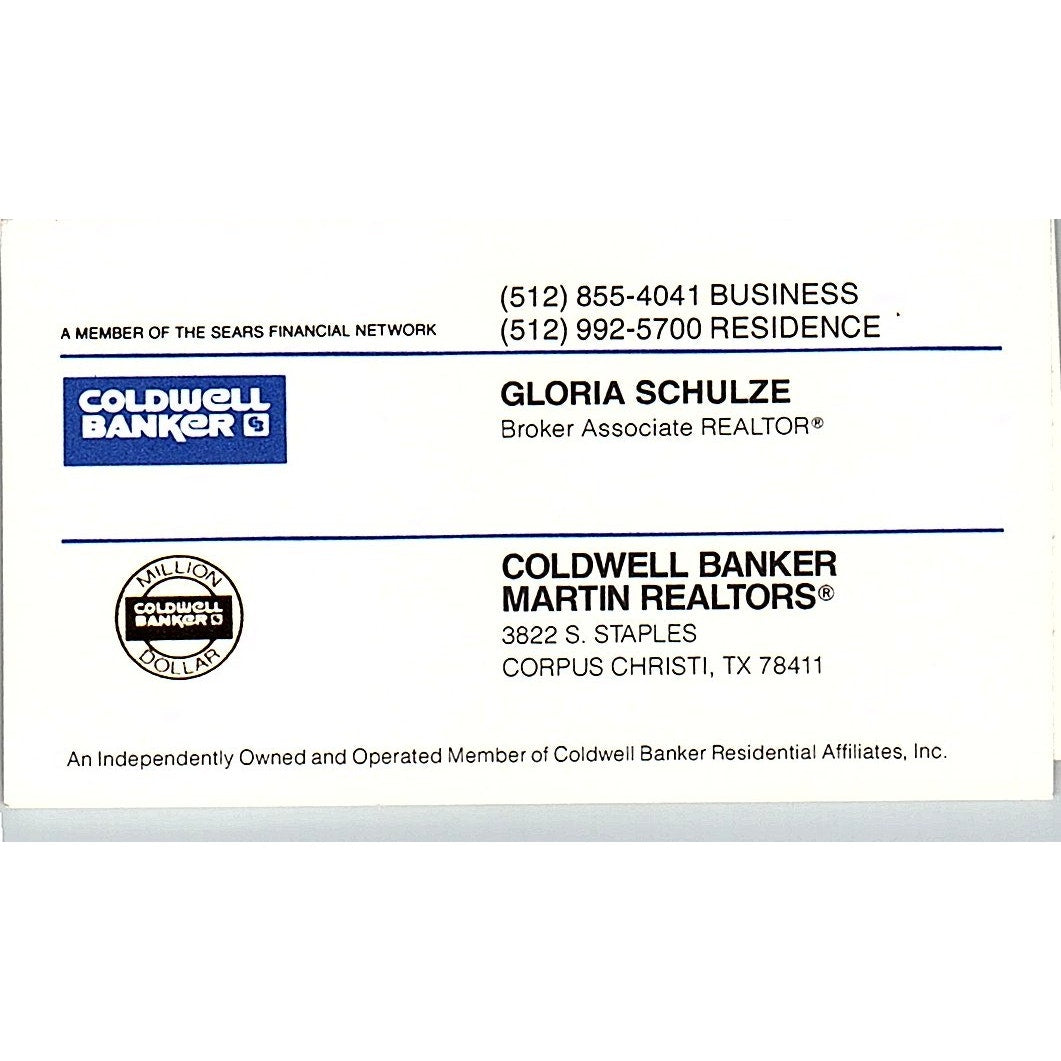 (512) 855-4041 BUSINESS
A MEMBER OF THE SEARS FINANCIAL NETWORK
(512) 992-5700 RESIDENCE
COLDWELL
BANKER CB
GLORIA SCHULZE
Broker Associate REALTOR®
MILLION
COLDWELL
BANKER CB
DOLLAR
COLDWELL BANKER
MARTIN REALTORS®
3822 S. STAPLES
CORPUS CHRISTI, TX 78411
An Independently Owned and Operated Member of Coldwell Banker Residential Affiliates, Inc.